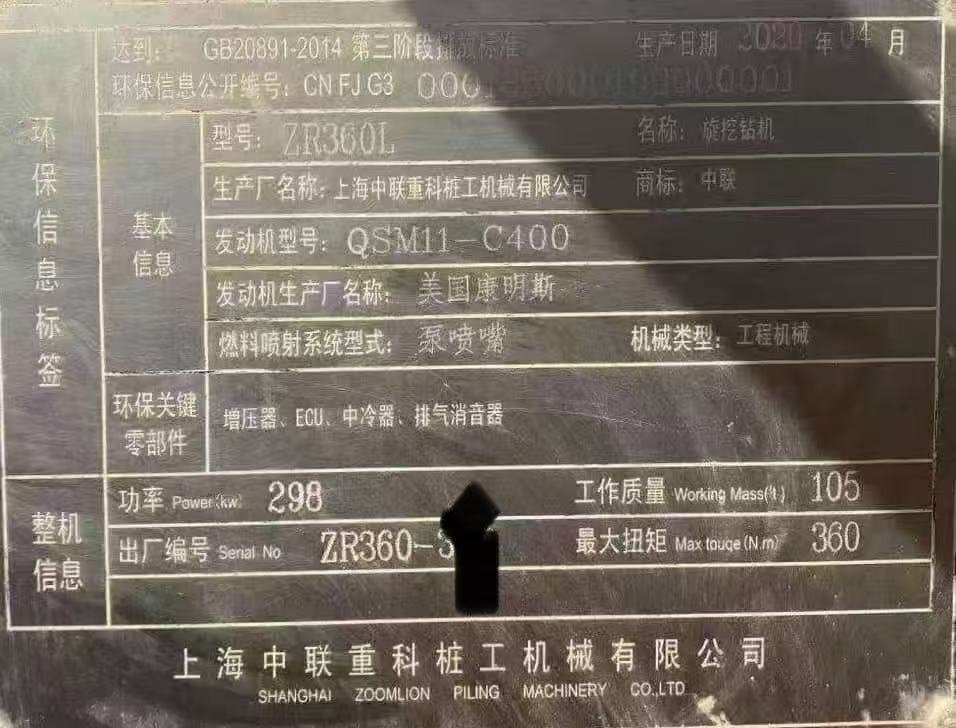 达到: GB20891-2014 第三阶段排放标准 生产日期 2020 年 04 月
环保信息公开编号: CN FJ G3
环保信息标签
基本信息
型号: ZR360L 名称: 旋挖钻机
生产厂名称: 上海中联重科桩工机械有限公司 商标: 中联
发动机型号: QSM11-C400
发动机生产厂名称: 美国康明斯
燃料喷射系统型式: 泵喷嘴 机械类型: 工程机械
环保关键零部件
增压器、ECU、中冷器、排气消音器
整机信息
功率 Power(kw) 298 工作质量 Working Mass(t) 105
出厂编号 Serial No ZR360-3 最大扭矩 Max touqe(N.m) 360
上海中联重科桩工机械有限公司
SHANGHAI ZOOMLION PILING MACHINERY CO.,LTD